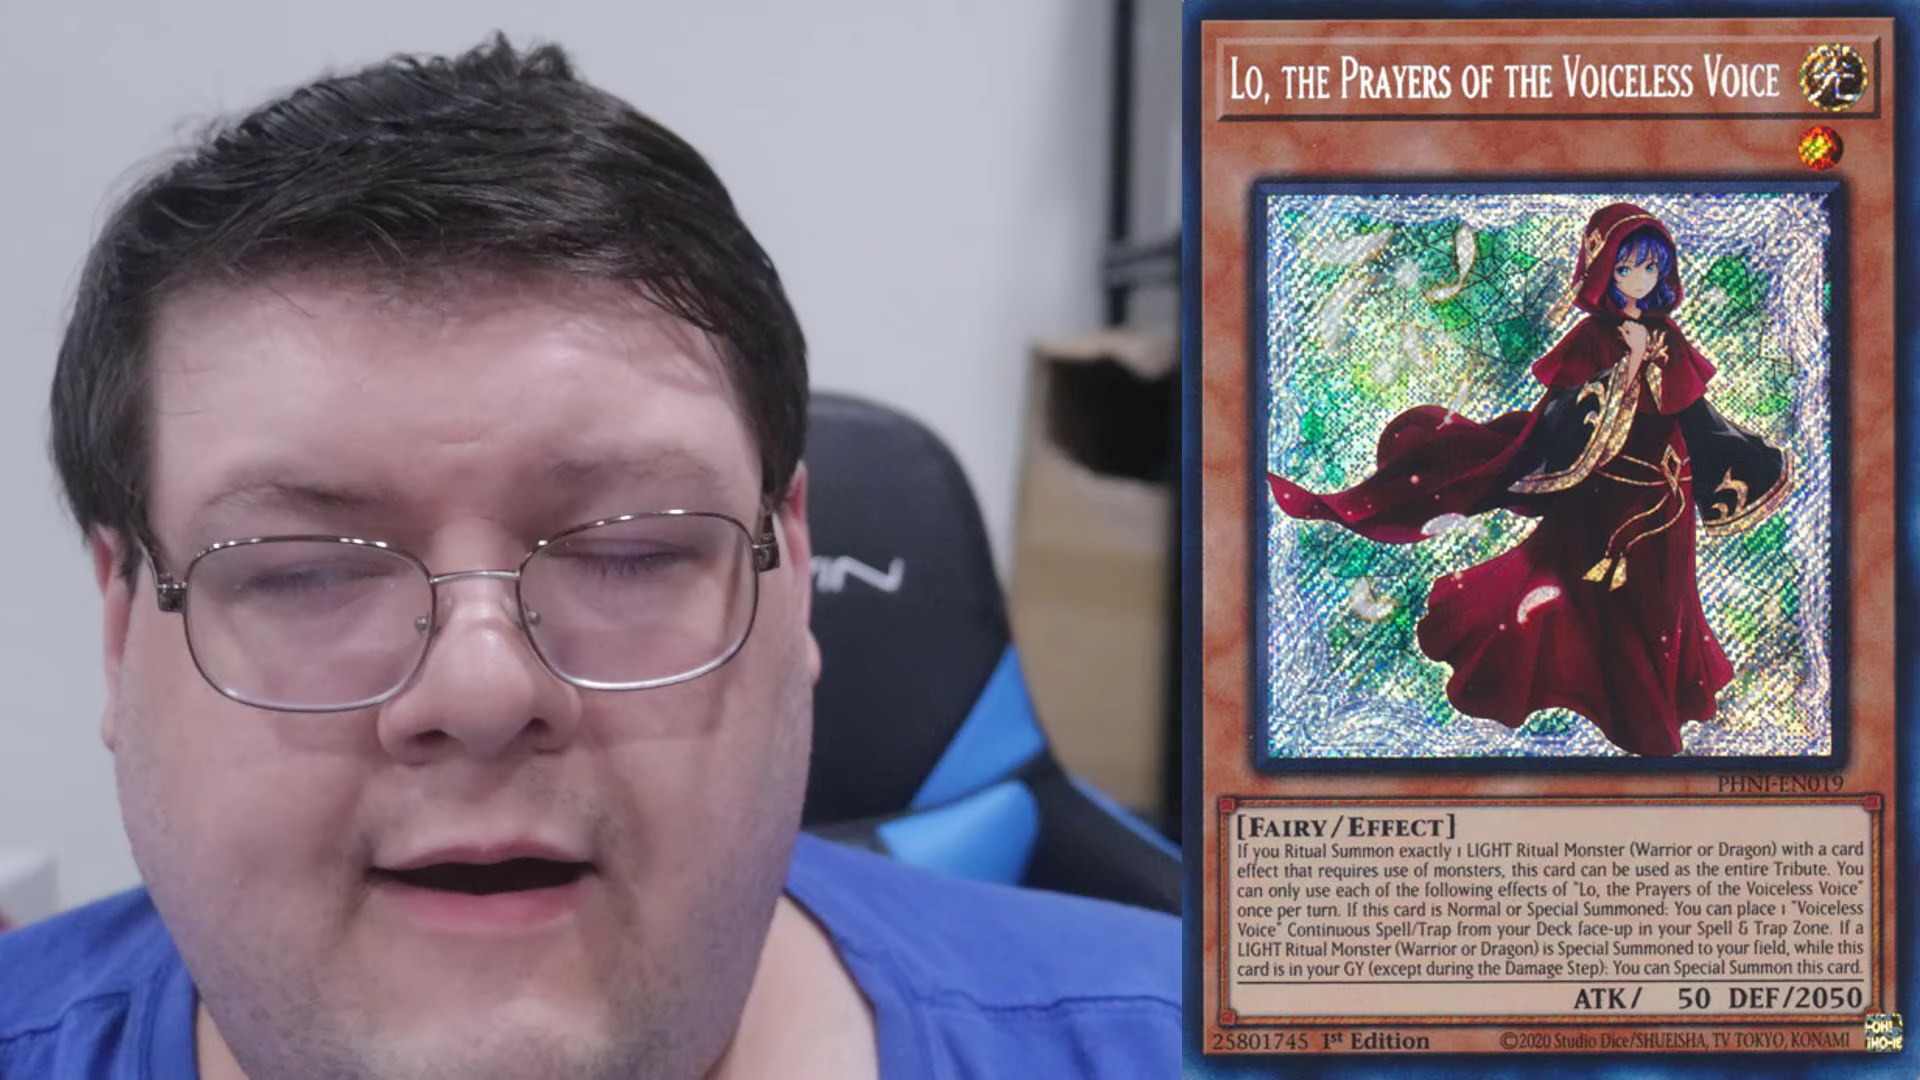 LO, THE PRAYERS OF THE VOICELESS VOICE
光
PHNI-EN019
[FAIRY/EFFECT]
If you Ritual Summon exactly 1 LIGHT Ritual Monster (Warrior or Dragon) with a card
effect that requires use of monsters, this card can be used as the entire Tribute. You
can only use each of the following effects of "Lo, the Prayers of the Voiceless Voice"
once per turn. If this card is Normal or Special Summoned: You can place 1 "Voiceless
Voice" Continuous Spell/Trap from your Deck face-up in your Spell & Trap Zone. If a
LIGHT Ritual Monster (Warrior or Dragon) is Special Summoned to your field, while this
card is in your GY (except during the Damage Step): You can Special Summon this card.
ATK/ 50 DEF/2050
25801745 1st Edition ©2020 Studio Dice/SHUEISHA, TV TOKYO, KONAMI